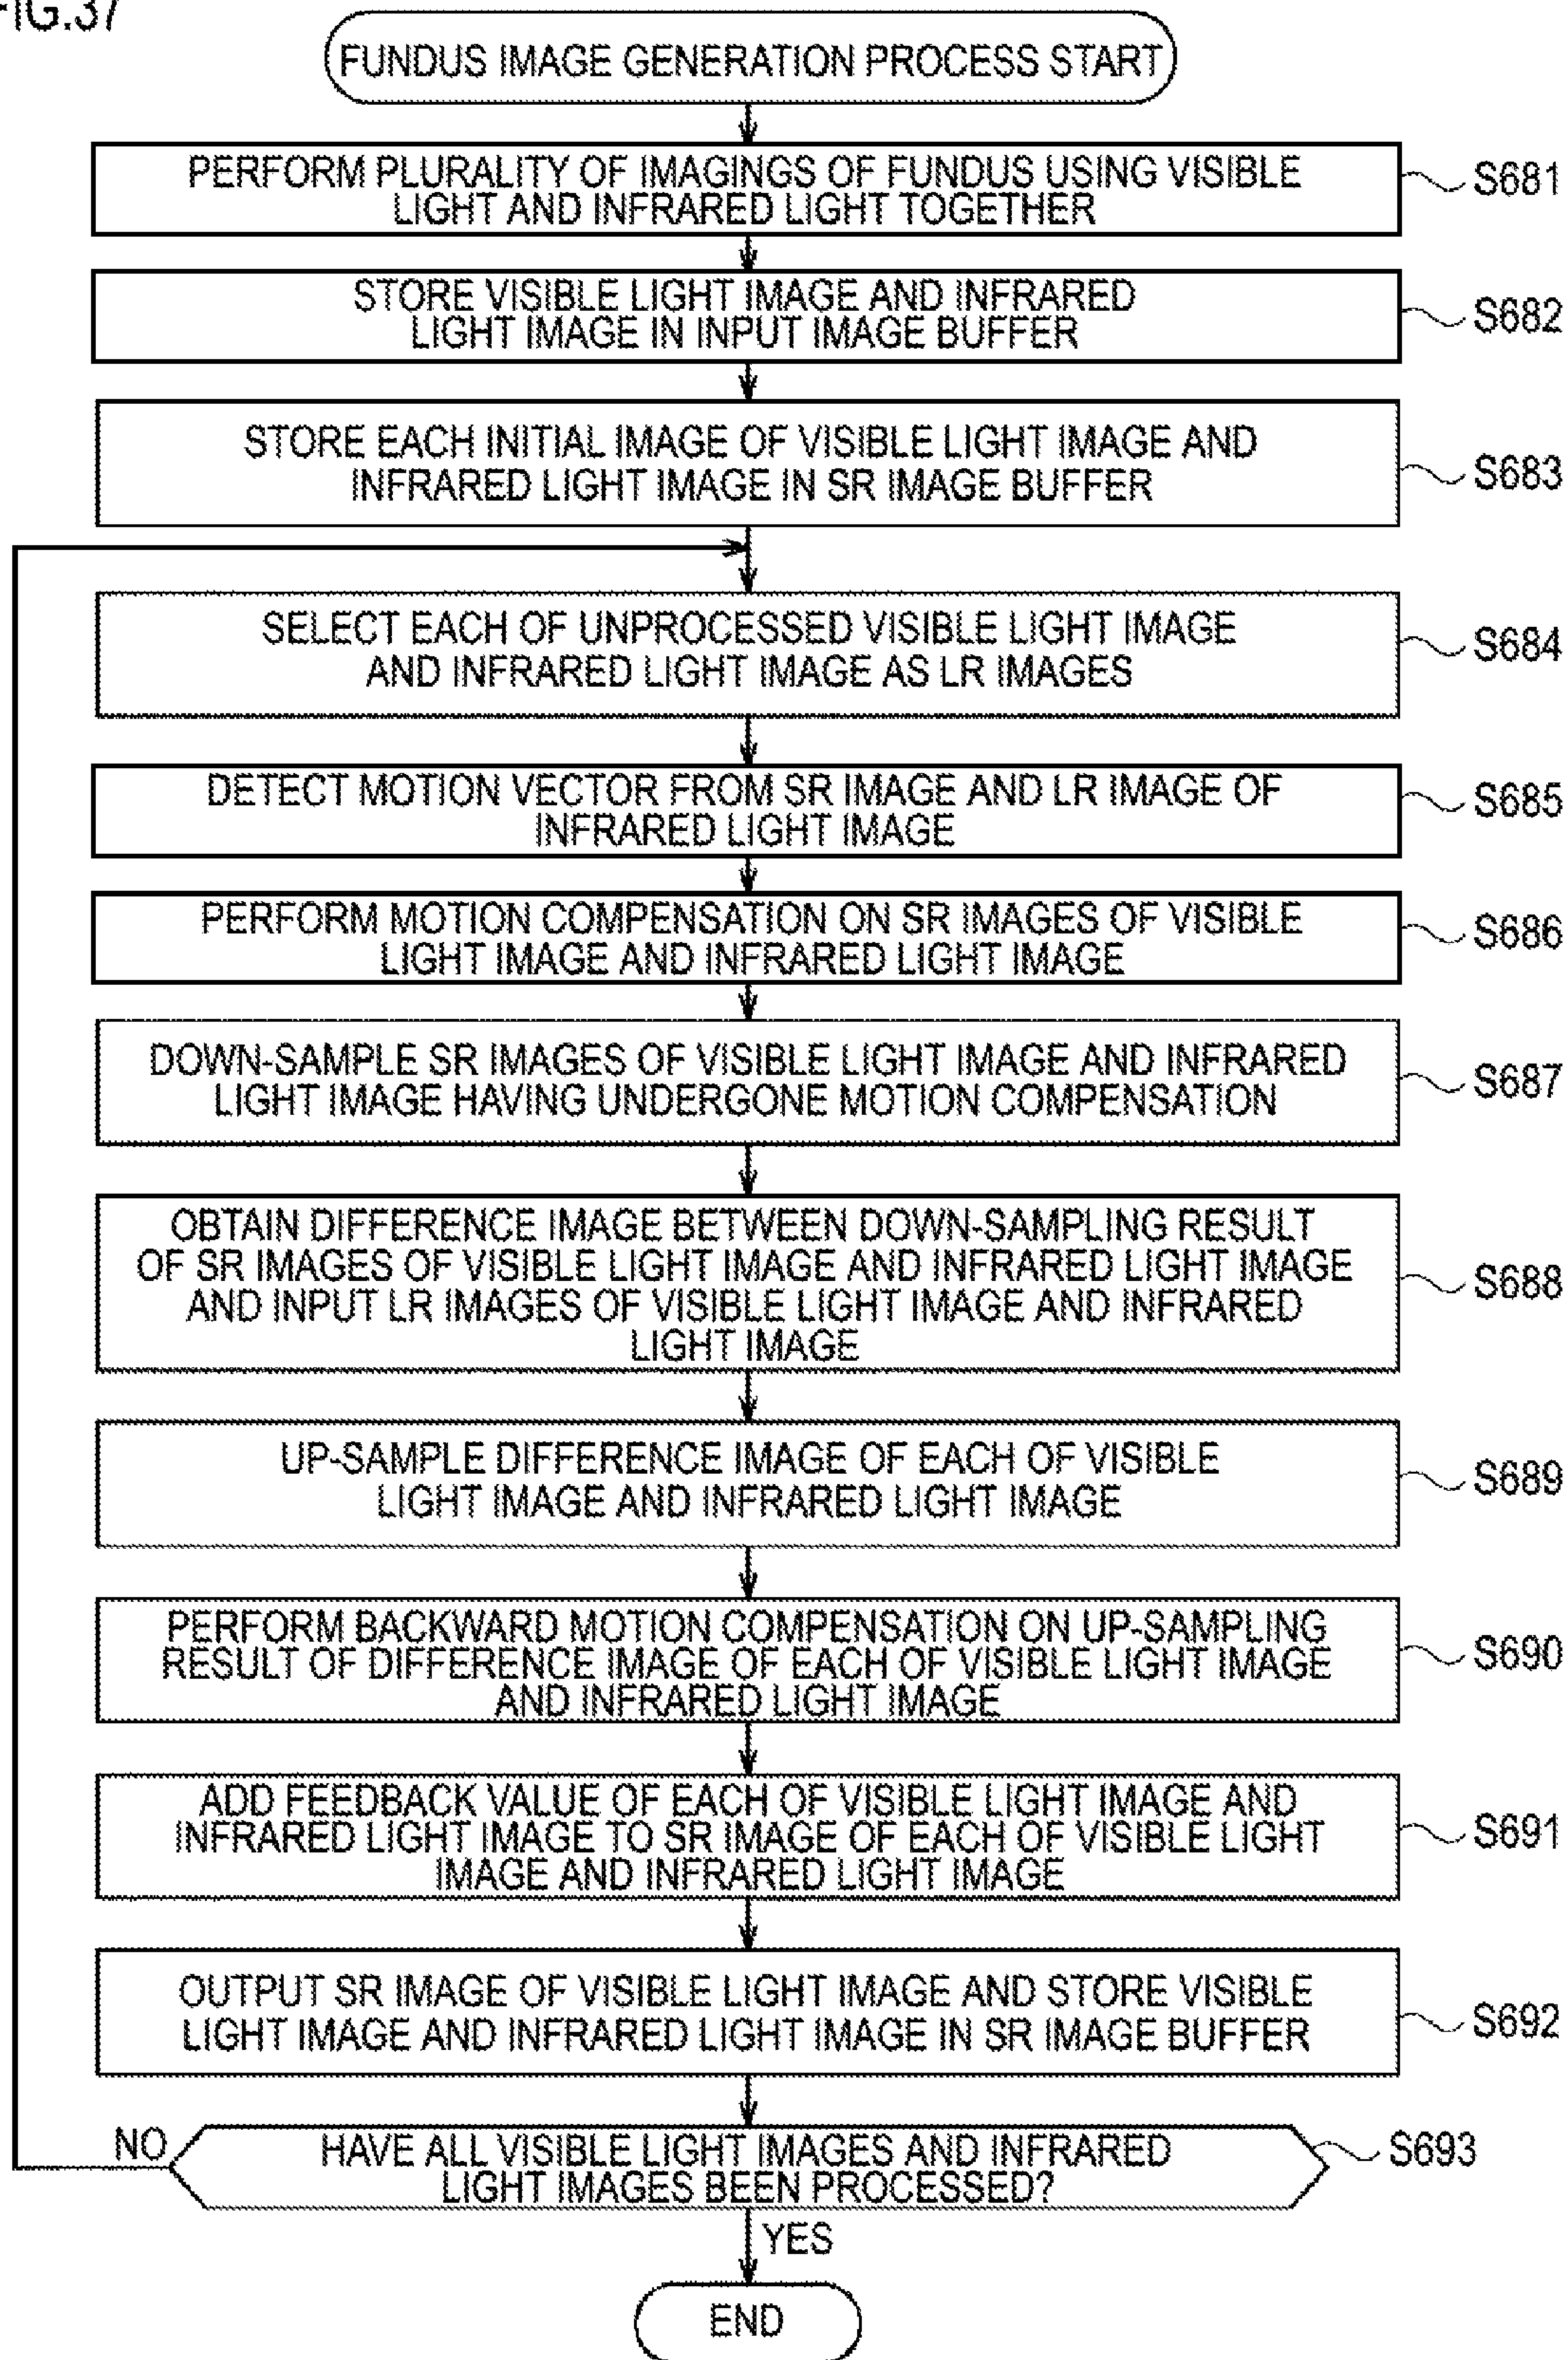 FIG.37
FUNDUS IMAGE GENERATION PROCESS START
PERFORM PLURALITY OF IMAGINGS OF FUNDUS USING VISIBLE
LIGHT AND INFRARED LIGHT TOGETHER
S681
STORE VISIBLE LIGHT IMAGE AND INFRARED
LIGHT IMAGE IN INPUT IMAGE BUFFER
S682
STORE EACH INITIAL IMAGE OF VISIBLE LIGHT IMAGE AND
INFRARED LIGHT IMAGE IN SR IMAGE BUFFER
S683
SELECT EACH OF UNPROCESSED VISIBLE LIGHT IMAGE
AND INFRARED LIGHT IMAGE AS LR IMAGES
S684
DETECT MOTION VECTOR FROM SR IMAGE AND LR IMAGE OF
INFRARED LIGHT IMAGE
S685
PERFORM MOTION COMPENSATION ON SR IMAGES OF VISIBLE
LIGHT IMAGE AND INFRARED LIGHT IMAGE
S686
DOWN-SAMPLE SR IMAGES OF VISIBLE LIGHT IMAGE AND INFRARED
LIGHT IMAGE HAVING UNDERGONE MOTION COMPENSATION
S687
OBTAIN DIFFERENCE IMAGE BETWEEN DOWN-SAMPLING RESULT
OF SR IMAGES OF VISIBLE LIGHT IMAGE AND INFRARED LIGHT IMAGE
AND INPUT LR IMAGES OF VISIBLE LIGHT IMAGE AND INFRARED
LIGHT IMAGE
S688
UP-SAMPLE DIFFERENCE IMAGE OF EACH OF VISIBLE
LIGHT IMAGE AND INFRARED LIGHT IMAGE
S689
PERFORM BACKWARD MOTION COMPENSATION ON UP-SAMPLING
RESULT OF DIFFERENCE IMAGE OF EACH OF VISIBLE LIGHT IMAGE
AND INFRARED LIGHT IMAGE
S690
ADD FEEDBACK VALUE OF EACH OF VISIBLE LIGHT IMAGE AND
INFRARED LIGHT IMAGE TO SR IMAGE OF EACH OF VISIBLE LIGHT
IMAGE AND INFRARED LIGHT IMAGE
S691
OUTPUT SR IMAGE OF VISIBLE LIGHT IMAGE AND STORE VISIBLE
LIGHT IMAGE AND INFRARED LIGHT IMAGE IN SR IMAGE BUFFER
S692
NO
HAVE ALL VISIBLE LIGHT IMAGES AND INFRARED
LIGHT IMAGES BEEN PROCESSED?
S693
YES
END